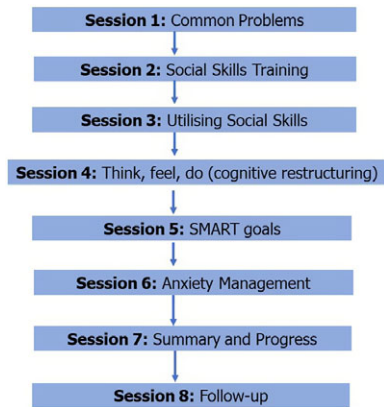 Session 1: Common Problems
Session 2: Social Skills Training
Session 3: Utilising Social Skills
Session 4: Think, feel, do (cognitive restructuring)
Session 5: SMART goals
Session 6: Anxiety Management
Session 7: Summary and Progress
Session 8: Follow-up